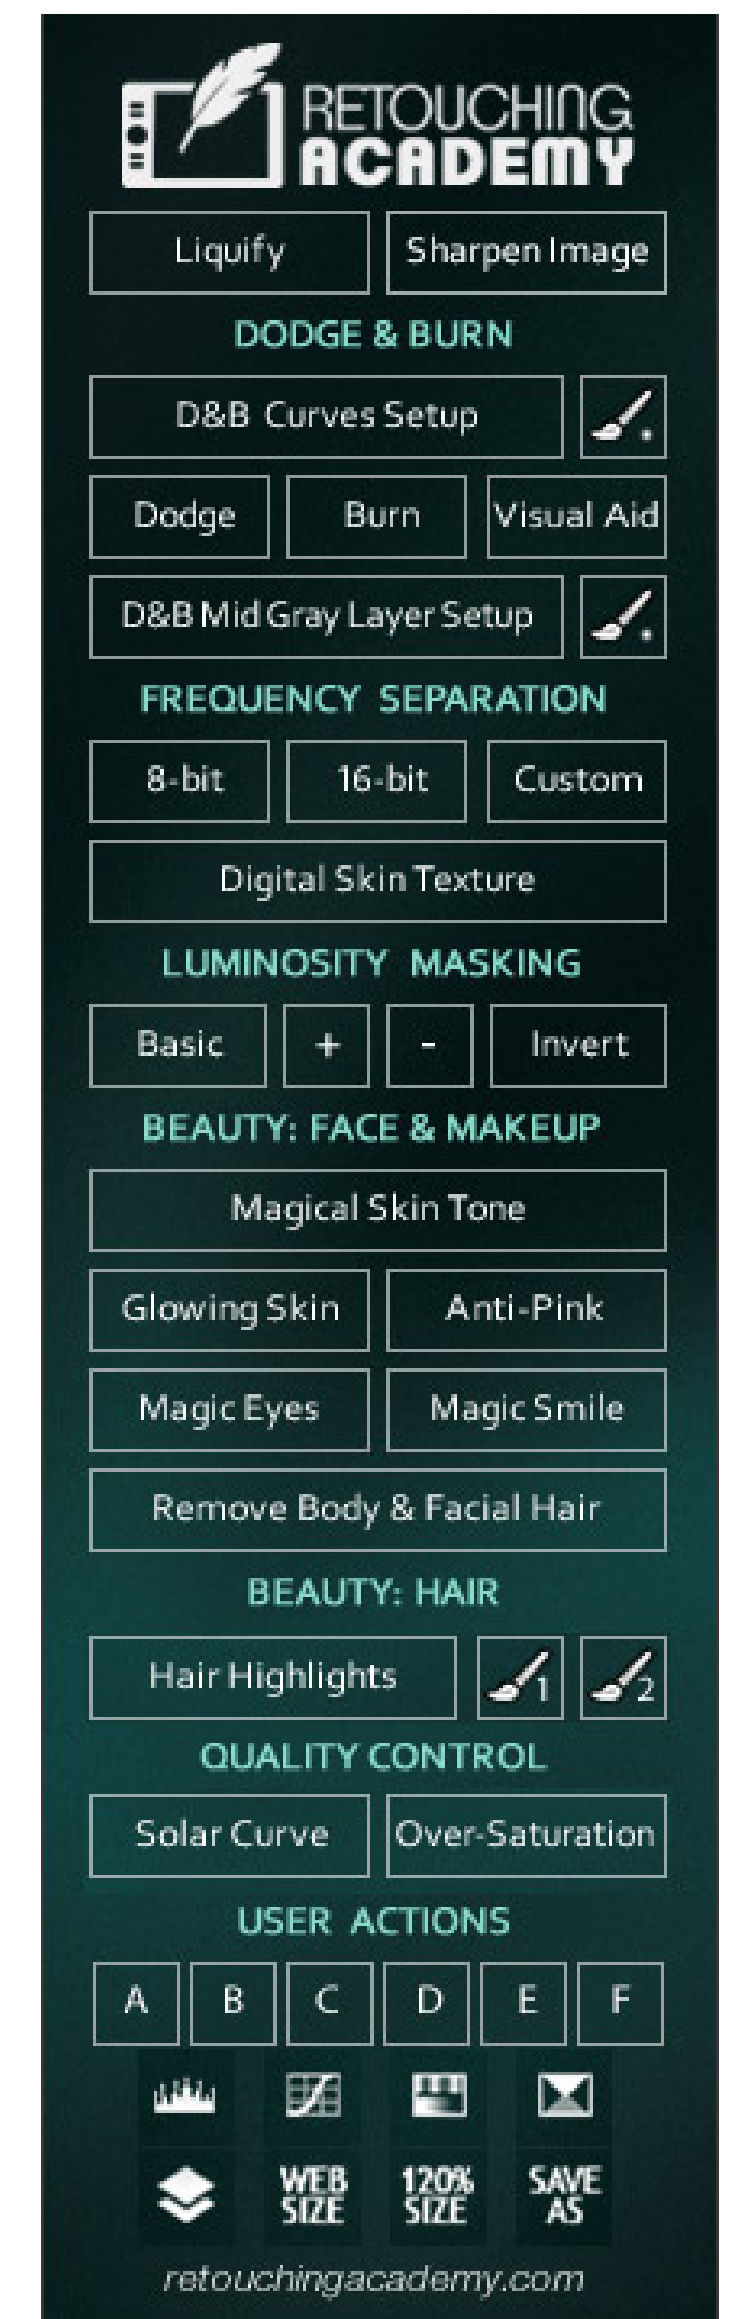 RETOUCHING
ACADEMY
Liquify Sharpen Image
DODGE & BURN
D&B Curves Setup
Dodge Burn Visual Aid
D&B Mid Gray Layer Setup
FREQUENCY SEPARATION
8-bit 16-bit Custom
Digital Skin Texture
LUMINOSITY MASKING
Basic + - Invert
BEAUTY: FACE & MAKEUP
Magical Skin Tone
Glowing Skin Anti-Pink
Magic Eyes Magic Smile
Remove Body & Facial Hair
BEAUTY: HAIR
Hair Highlights 1 2
QUALITY CONTROL
Solar Curve Over-Saturation
USER ACTIONS
A B C D E F
WEB 120% SAVE
SIZE SIZE AS
retouchingacademy.com